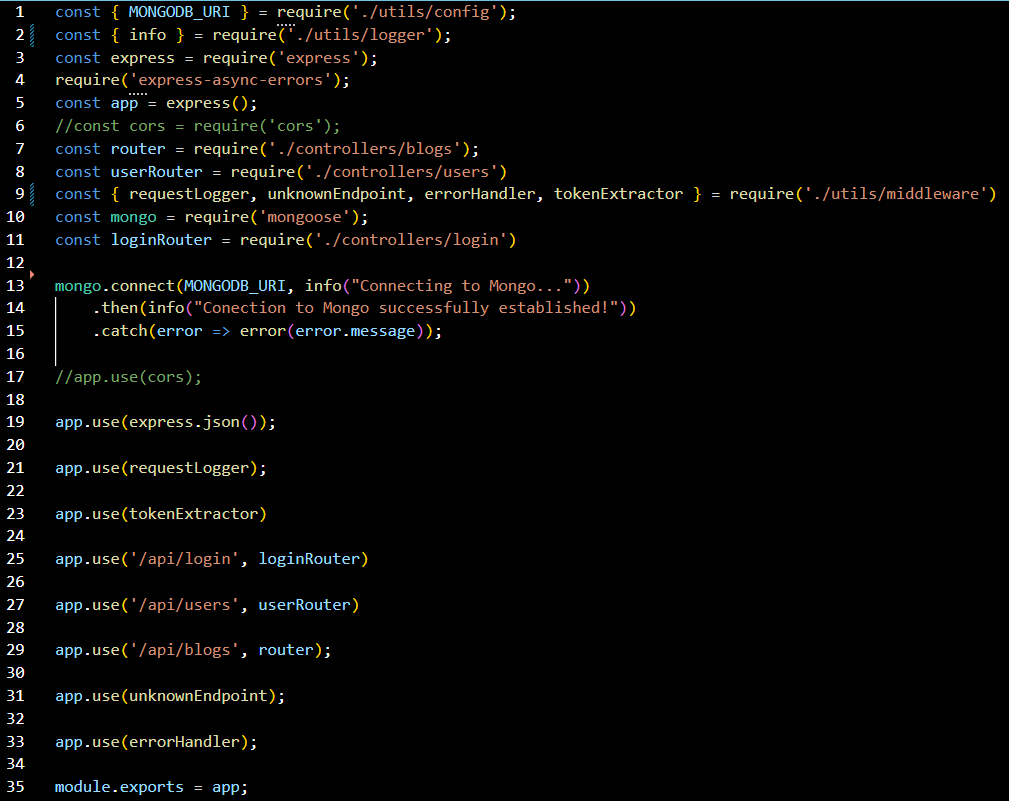 1 const { MONGODB_URI } = require('./utils/config');
2 const { info } = require('./utils/logger');
3 const express = require('express');
4 require('express-async-errors');
5 const app = express();
6 //const cors = require('cors');
7 const router = require('./controllers/blogs');
8 const userRouter = require('./controllers/users')
9 const { requestLogger, unknownEndpoint, errorHandler, tokenExtractor } = require('./utils/middleware')
10 const mongo = require('mongoose');
11 const loginRouter = require('./controllers/login')
12
13 mongo.connect(MONGODB_URI, info("Connecting to Mongo..."))
14 .then(info("Conection to Mongo successfully established!"))
15 .catch(error => error(error.message));
16
17 //app.use(cors);
18
19 app.use(express.json());
20
21 app.use(requestLogger);
22
23 app.use(tokenExtractor)
24
25 app.use('/api/login', loginRouter)
26
27 app.use('/api/users', userRouter)
28
29 app.use('/api/blogs', router);
30
31 app.use(unknownEndpoint);
32
33 app.use(errorHandler);
34
35 module.exports = app;